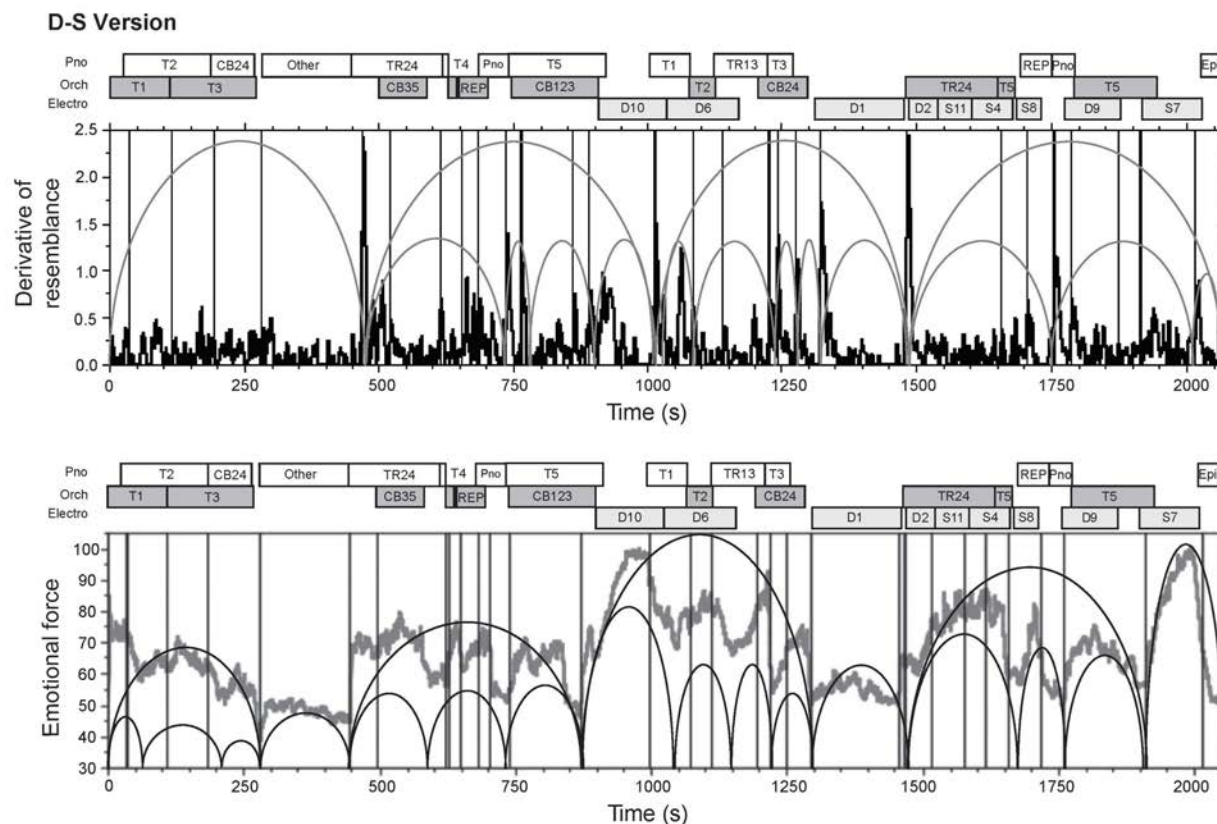 D-S Version
Pno T2 CB24 Other TR24 T4 Pno T5 T1 TR13 T3 REP Pno Epi
Orch T1 T3 CB35 REP CB123 T2 CB24 TR24 T5 T5
Electro D10 D6 D1 D2 S11 S4 S8 D9 S7
2.5
2.0
1.5
1.0
0.5
0.0
Derivative of
resemblance
0 250 500 750 1000 1250 1500 1750 2000
Time (s)
Pno T2 CB24 Other TR24 T4 Pno T5 T1 TR13 T3 REP Pno Epi
Orch T1 T3 CB35 REP CB123 T2 CB24 TR24 T5 T5
Electro D10 D6 D1 D2 S11 S4 S8 D9 S7
100
90
80
70
60
50
40
30
Emotional force
0 250 500 750 1000 1250 1500 1750 2000
Time (s)